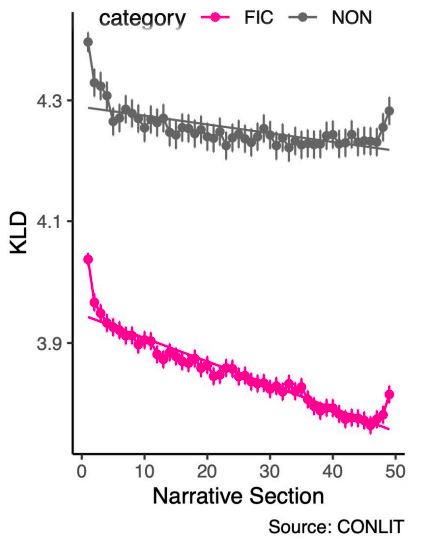 category FIC NON
KLD
4.3
4.1
3.9
0 10 20 30 40 50
Narrative Section
Source: CONLIT